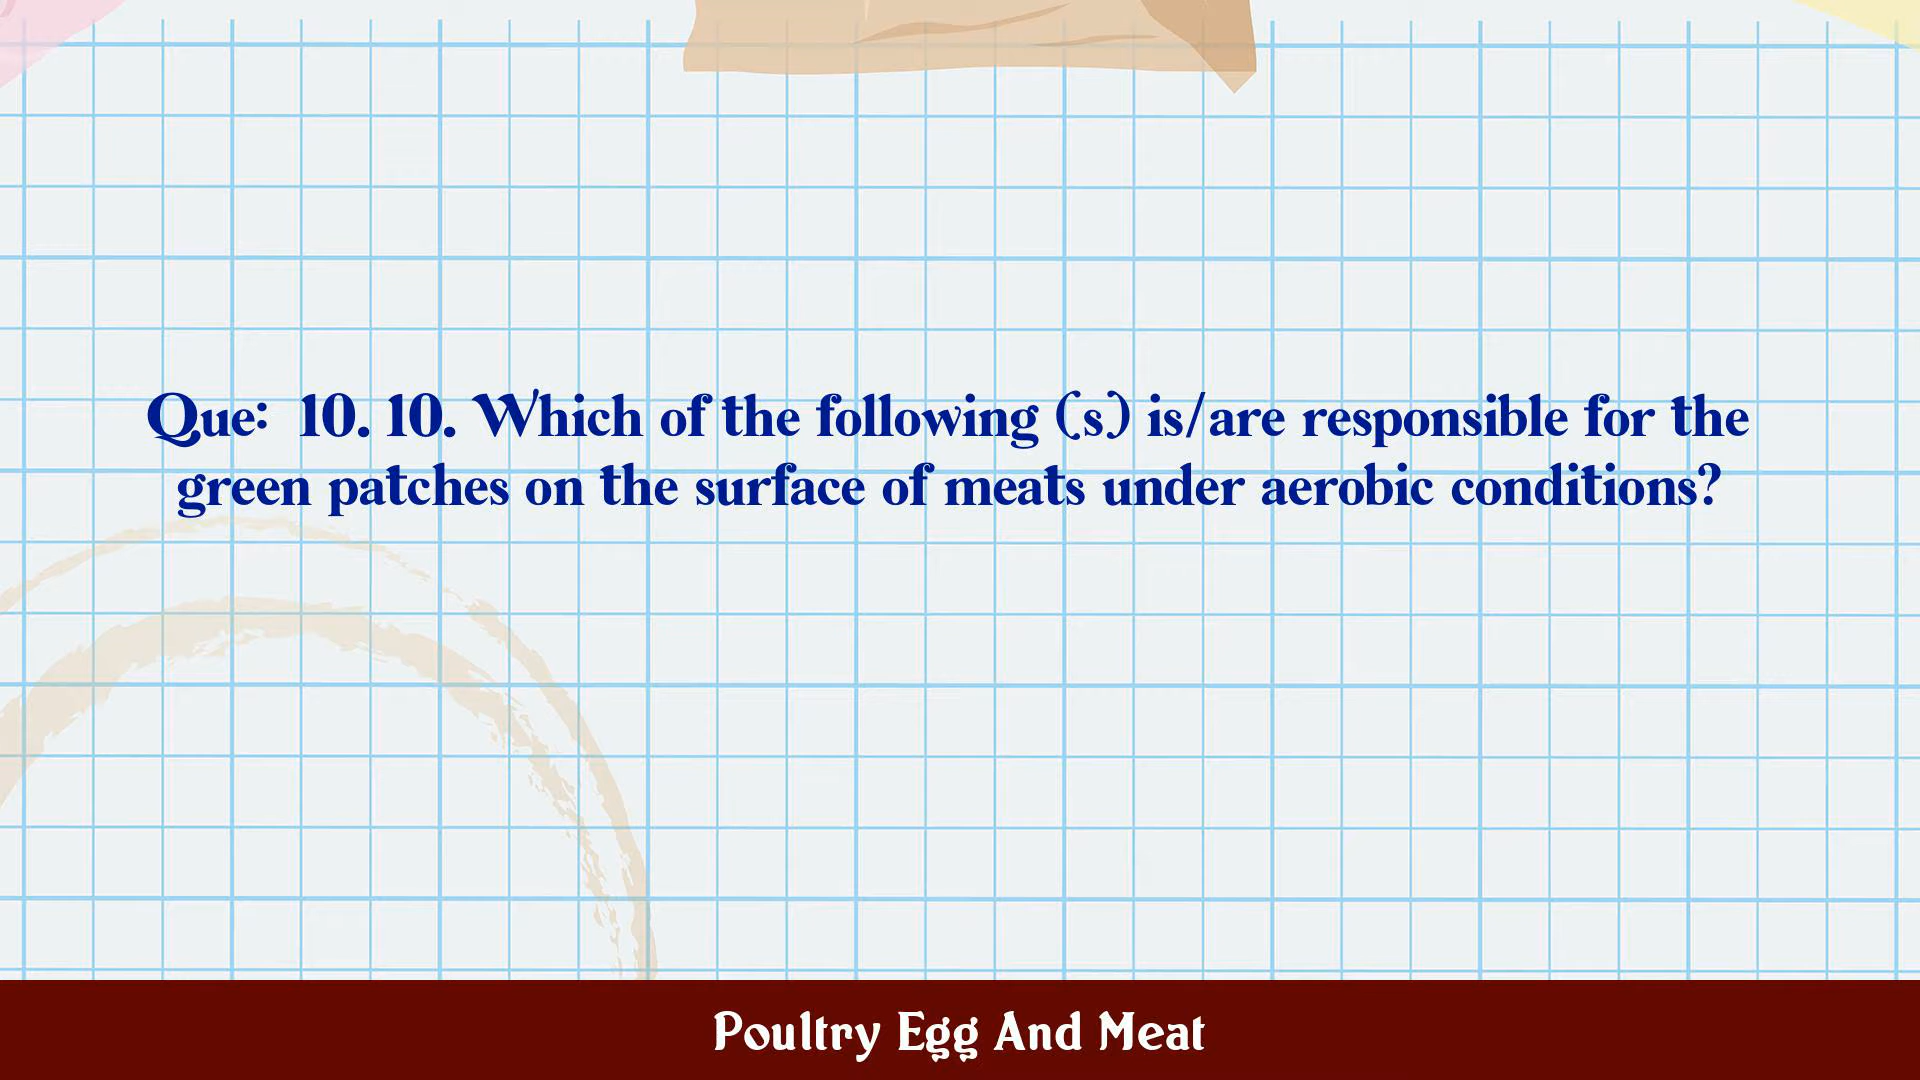 Que: 10. 10. Which of the following (s) is/are responsible for the
green patches on the surface of meats under aerobic conditions?
Poultry Egg And Meat